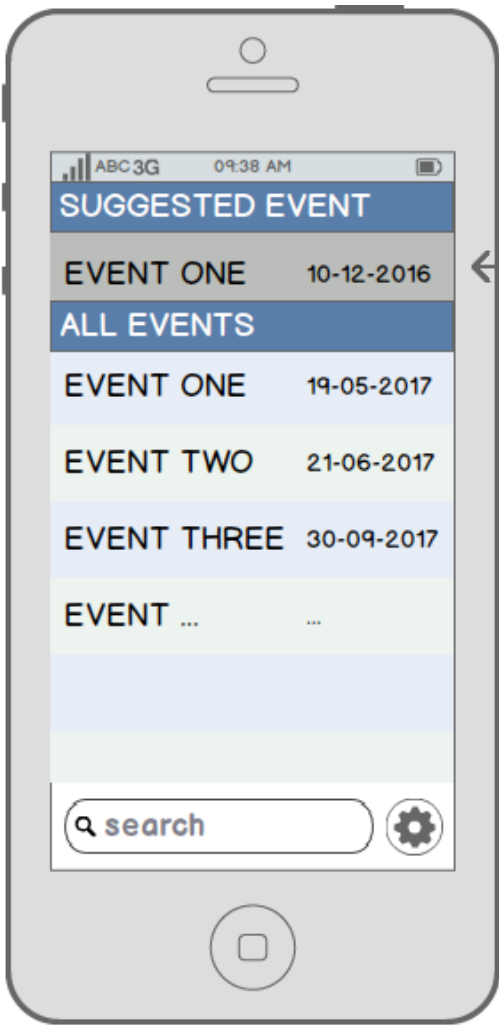 ABC 3G 09:38 AM
SUGGESTED EVENT
EVENT ONE 10-12-2016
ALL EVENTS
EVENT ONE 19-05-2017
EVENT TWO 21-06-2017
EVENT THREE 30-09-2017
EVENT ... ...
search